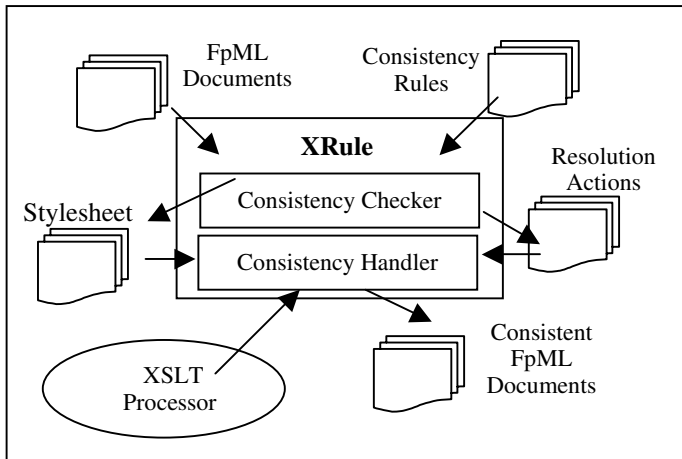 FpML
Documents
Consistency
Rules
XRule
Resolution
Actions
Consistency Checker
Stylesheet
Consistency Handler
Consistent
FpML
Documents
XSLT
Processor